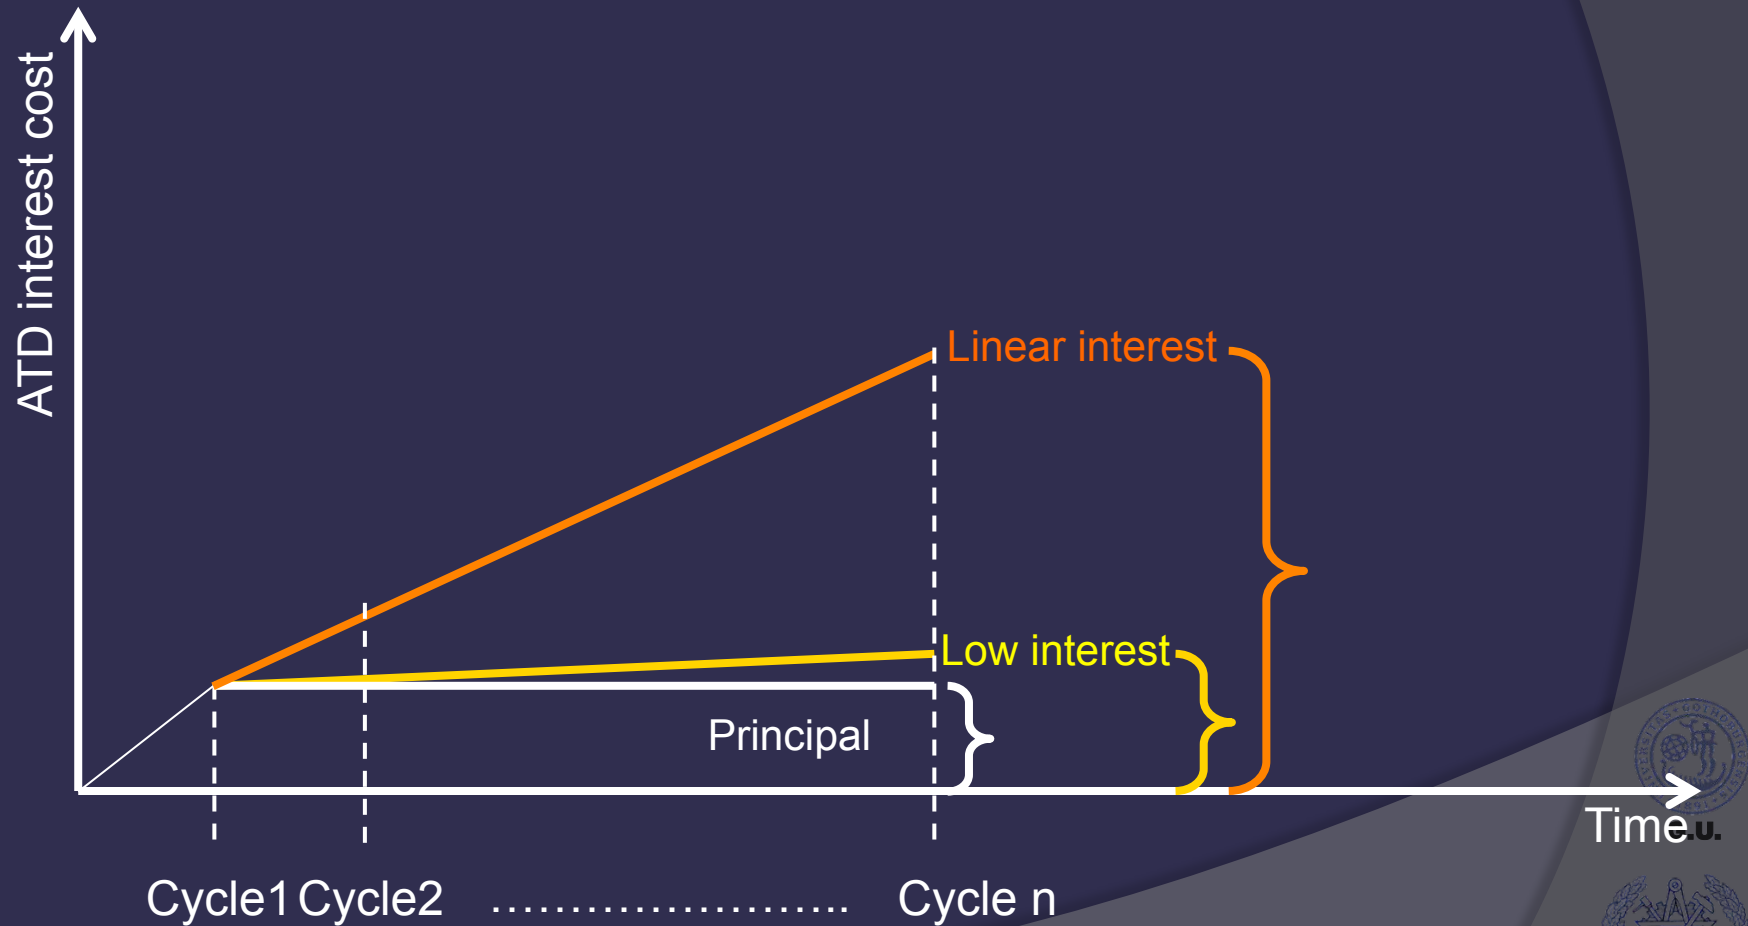 ATD interest cost
Linear interest
Low interest
Principal
Time
e.u.
Cycle1 Cycle2 ........................ Cycle n